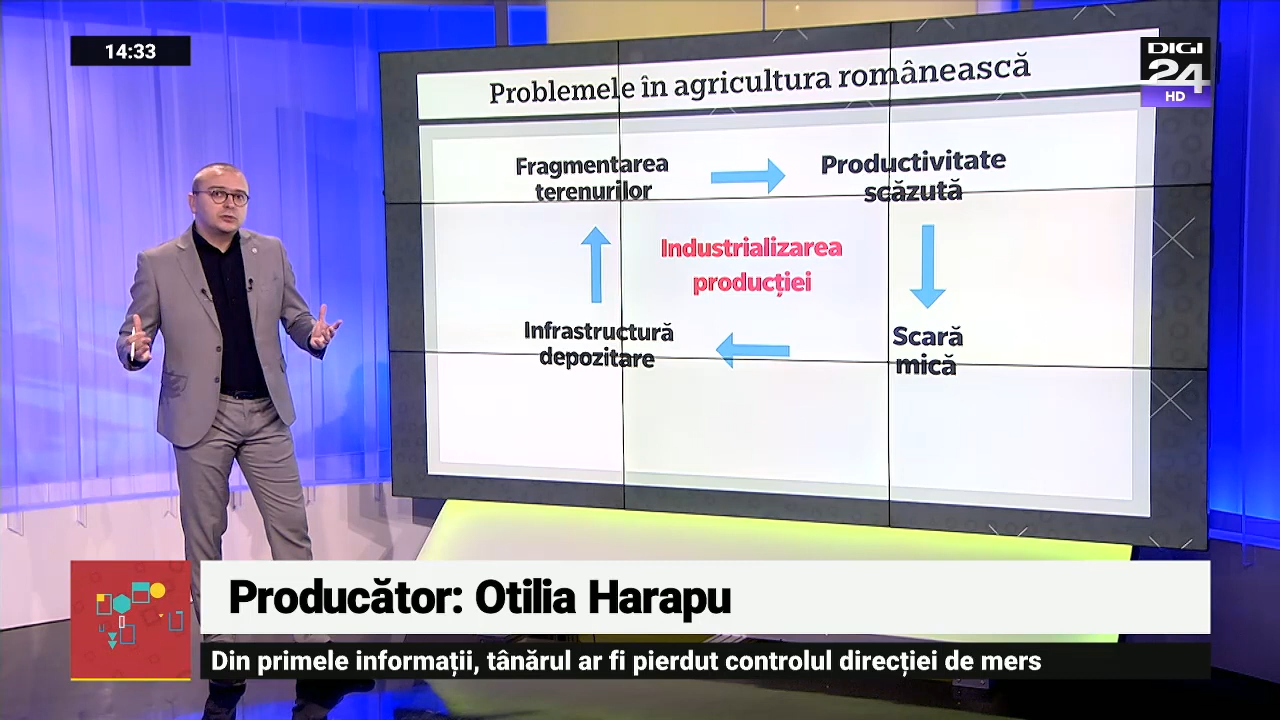 14:33
DIGI
24
HD
Problemele în agricultura românească
Fragmentarea
terenurilor
Productivitate
scăzută
Industrializarea
producției
Infrastructură
depozitare
Scară
mică
Producător: Otilia Harapu
Din primele informații, tânărul ar fi pierdut controlul direcției de mers